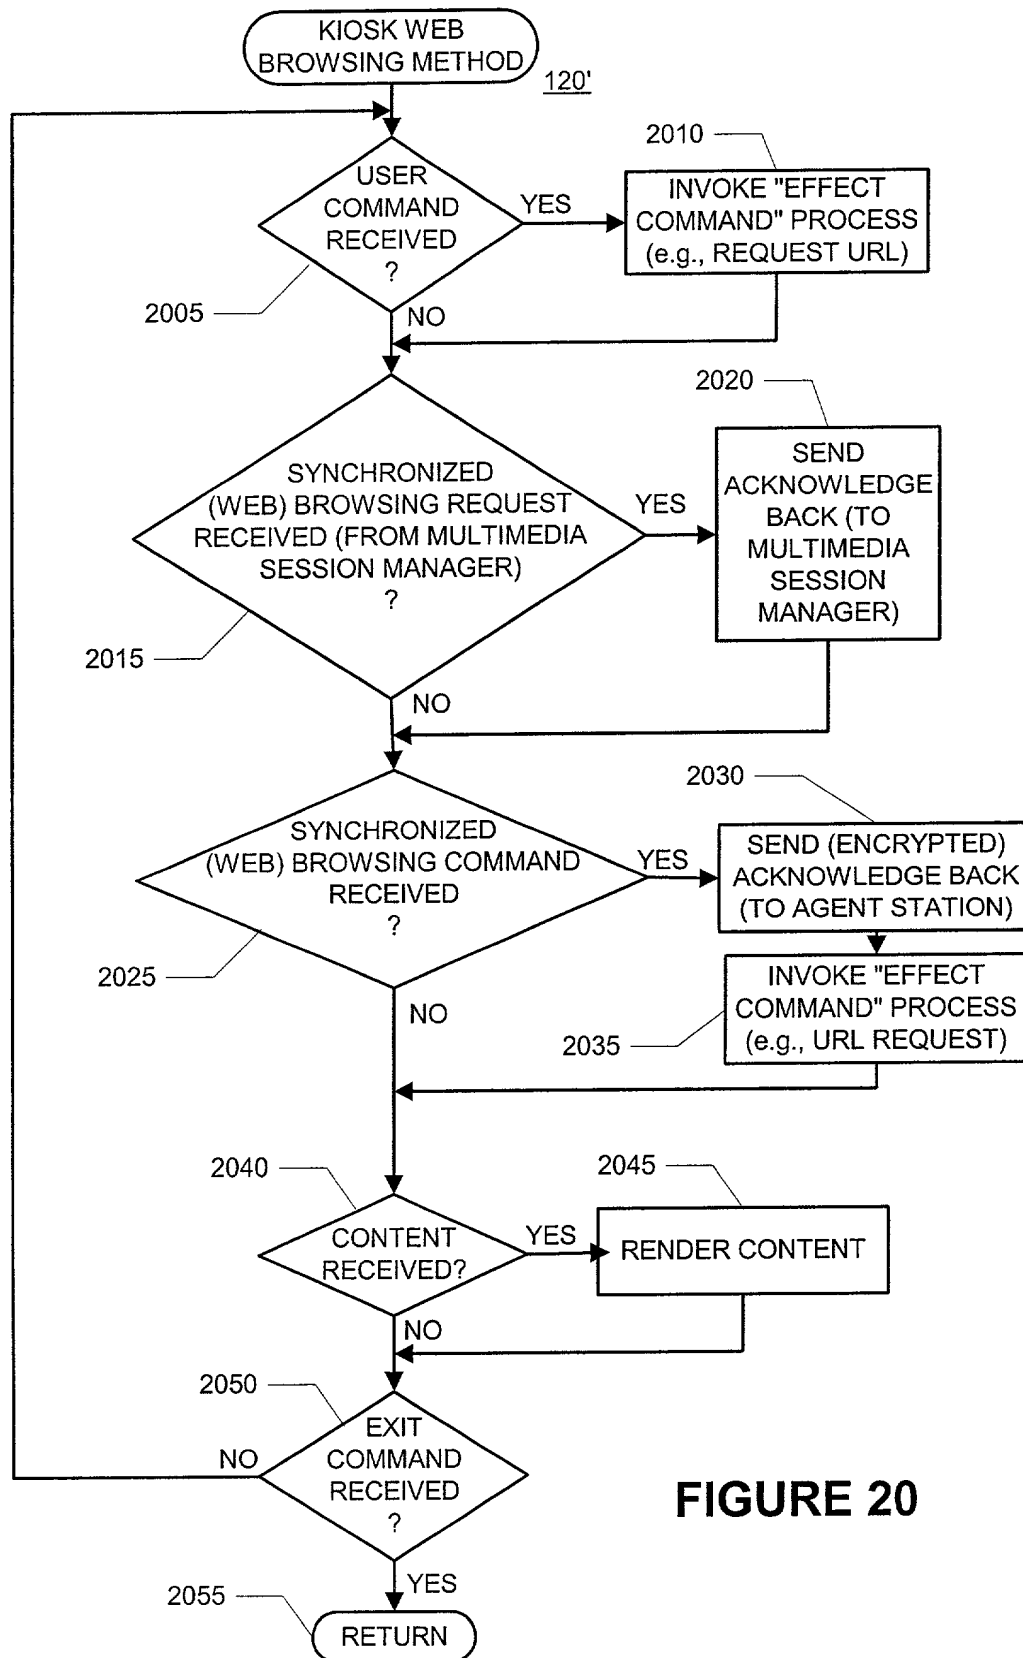 KIOSK WEB
BROWSING METHOD
120'
2010
USER
COMMAND
RECEIVED
?
YES
INVOKE "EFFECT
COMMAND" PROCESS
(e.g., REQUEST URL)
2005
NO
2020
SYNCHRONIZED
(WEB) BROWSING REQUEST
RECEIVED (FROM MULTIMEDIA
SESSION MANAGER)
?
YES
SEND
ACKNOWLEDGE
BACK (TO
MULTIMEDIA
SESSION
MANAGER)
2015
NO
2030
SYNCHRONIZED
(WEB) BROWSING COMMAND
RECEIVED
?
YES
SEND (ENCRYPTED)
ACKNOWLEDGE BACK
(TO AGENT STATION)
2025
NO
INVOKE "EFFECT
COMMAND" PROCESS
(e.g., URL REQUEST)
2035
2040
2045
CONTENT
RECEIVED?
YES
RENDER CONTENT
NO
2050
EXIT
COMMAND
RECEIVED
?
NO
FIGURE 20
YES
2055
RETURN